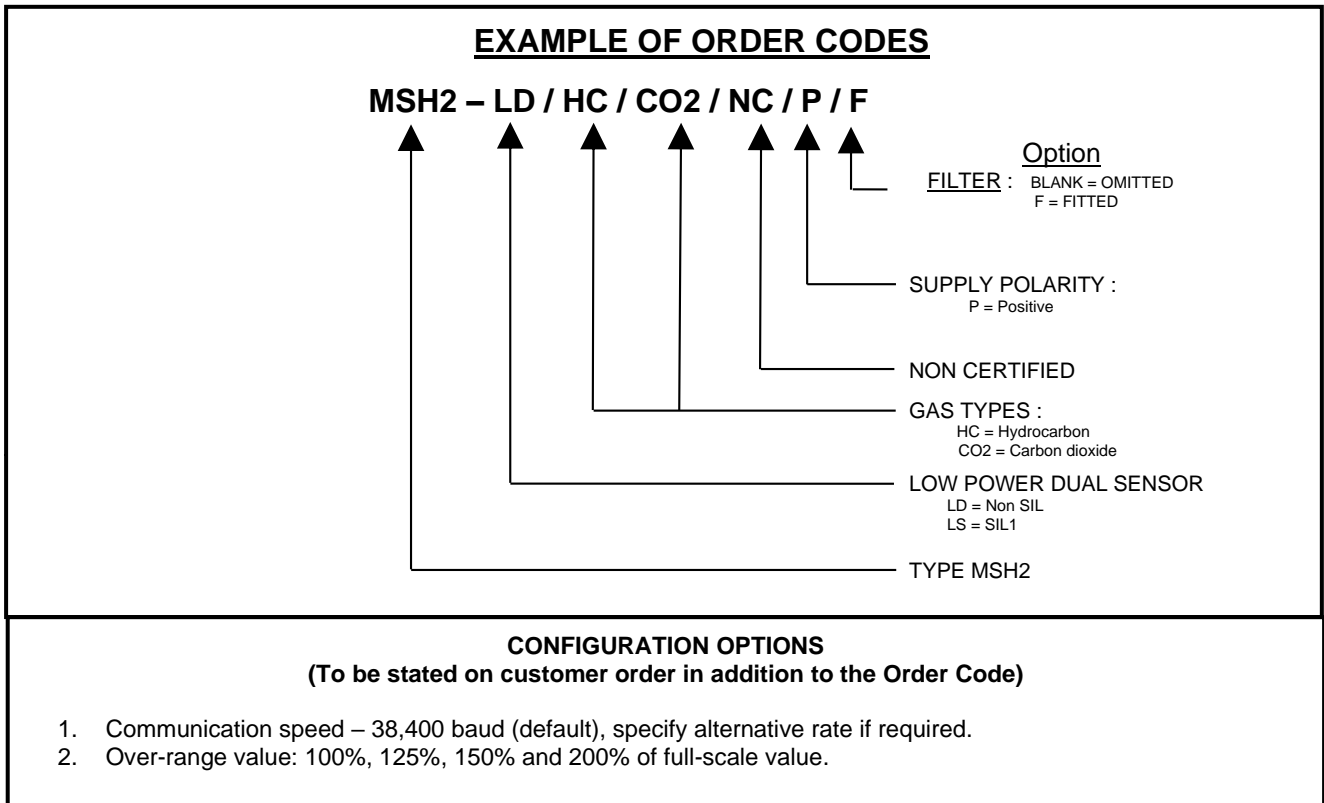 EXAMPLE OF ORDER CODES
MSH2 – LD / HC / CO2 / NC / P / F
Option
FILTER : BLANK = OMITTED
F = FITTED
SUPPLY POLARITY :
P = Positive
NON CERTIFIED
GAS TYPES :
HC = Hydrocarbon
CO2 = Carbon dioxide
LOW POWER DUAL SENSOR
LD = Non SIL
LS = SIL1
TYPE MSH2
CONFIGURATION OPTIONS
(To be stated on customer order in addition to the Order Code)
1. Communication speed – 38,400 baud (default), specify alternative rate if required.
2. Over-range value: 100%, 125%, 150% and 200% of full-scale value.